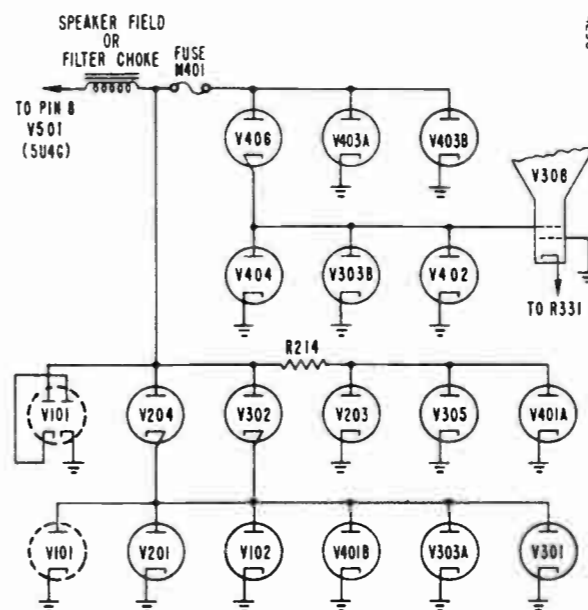 SPEAKER FIELD
OR
FILTER CHOKE
FUSE
M401
TO PIN 8
V501
(5U4G)
V406
V403A
V403B
V308
V404
V303B
V402
TO R331
R214
V101
V204
V302
V203
V305
V401A
V101
V201
V102
V401B
V303A
V301